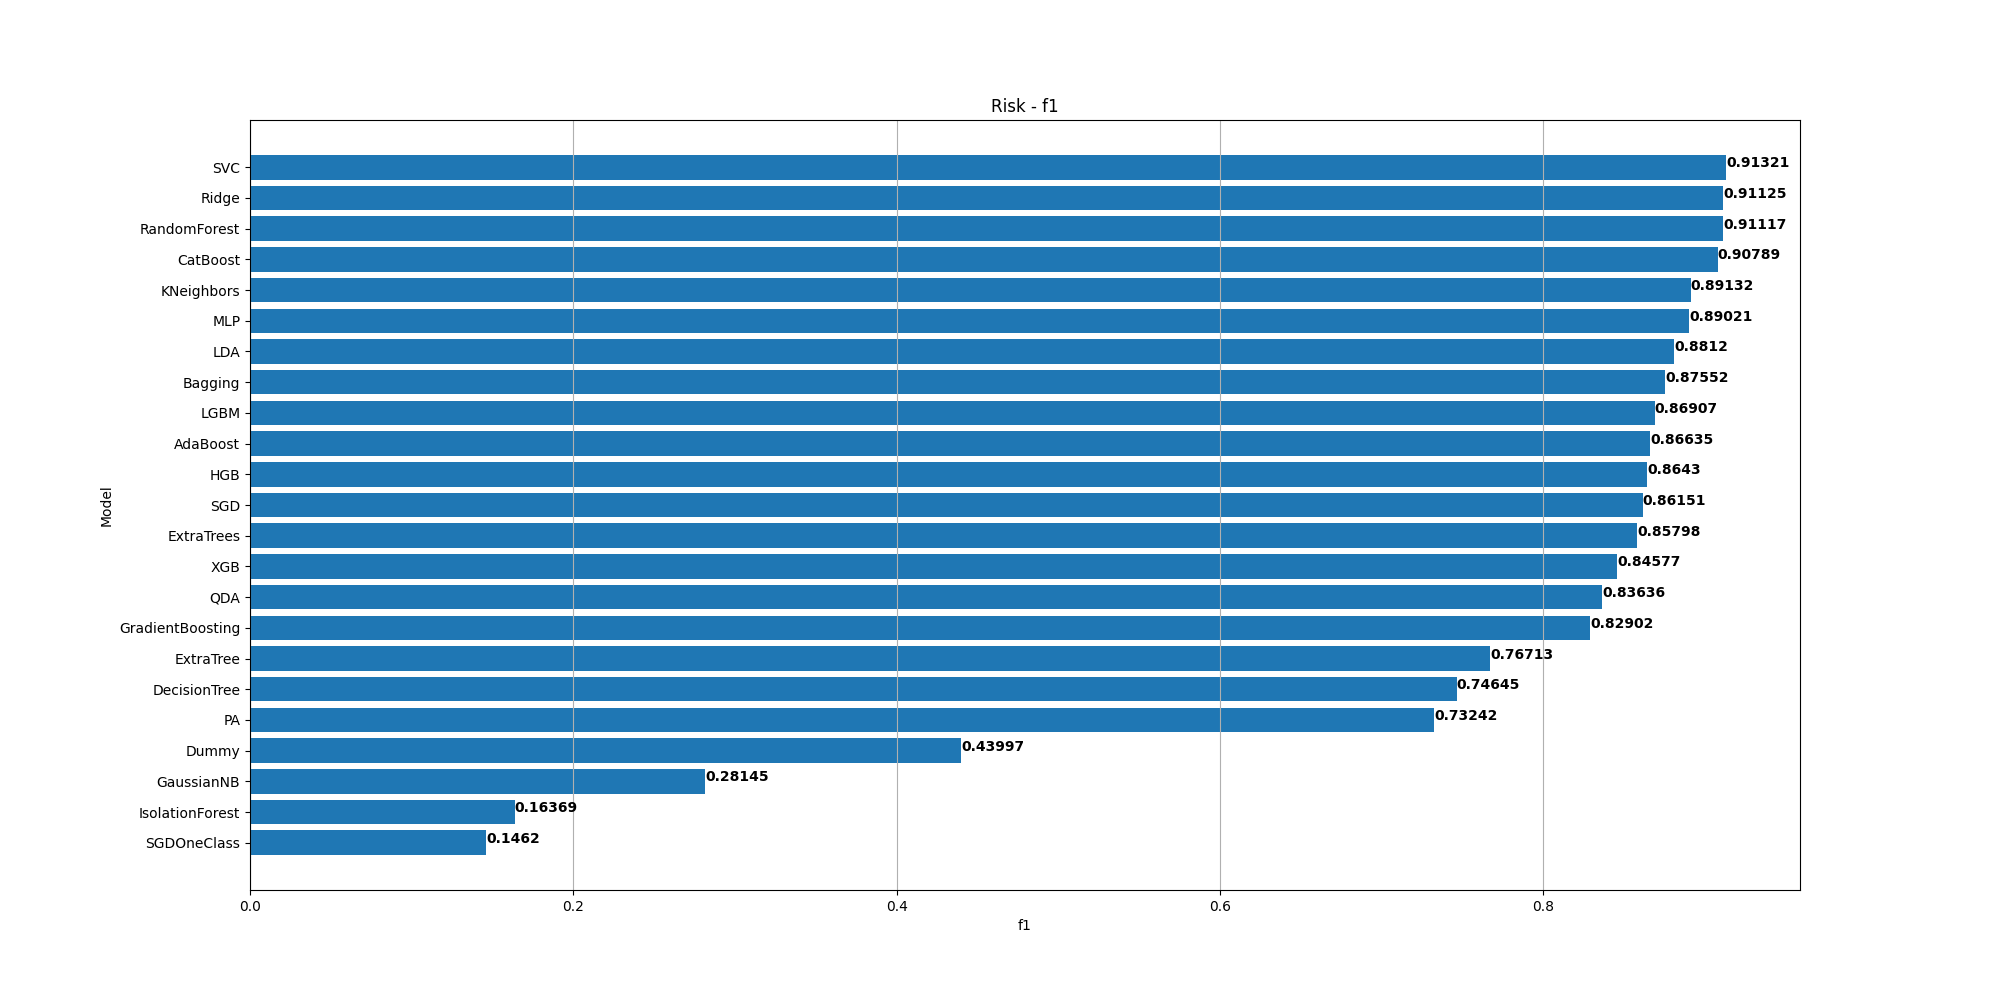 Risk - f1
SVC 0.91321
Ridge 0.91125
RandomForest 0.91117
CatBoost 0.90789
KNeighbors 0.89132
MLP 0.89021
LDA 0.8812
Bagging 0.87552
LGBM 0.86907
AdaBoost 0.86635
HGB 0.8643
SGD 0.86151
ExtraTrees 0.85798
XGB 0.84577
QDA 0.83636
GradientBoosting 0.82902
ExtraTree 0.76713
DecisionTree 0.74645
PA 0.73242
Dummy 0.43997
GaussianNB 0.28145
IsolationForest 0.16369
SGDOneClass 0.1462
Model
0.0 0.2 0.4 0.6 0.8
f1